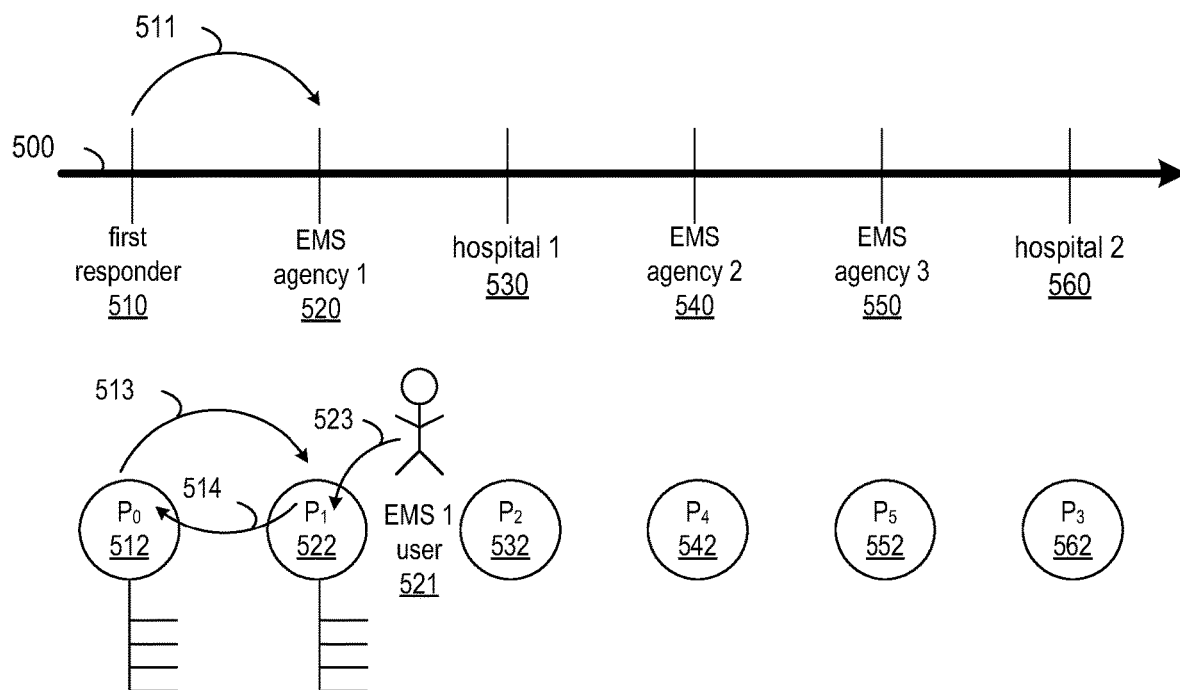 511
500
first
responder
510
EMS
agency 1
520
hospital 1
530
EMS
agency 2
540
EMS
agency 3
550
hospital 2
560
513
523
514
P0
512
P1
522
EMS 1
user
521
P2
532
P4
542
P5
552
P3
562